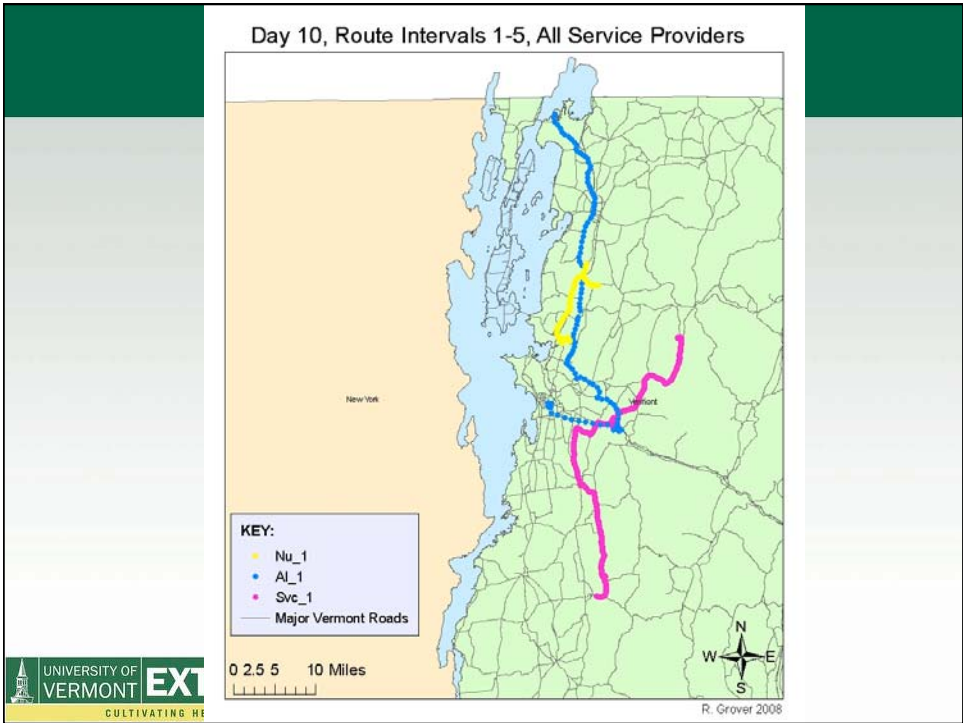 Day 10, Route Intervals 1-5, All Service Providers
New York
Vermont
KEY:
Nu_1
Al_1
Svc_1
Major Vermont Roads
N
W E
S
0 2.5 5 10 Miles
R. Grover 2008
UNIVERSITY OF
VERMONT EXT
CULTIVATING HE